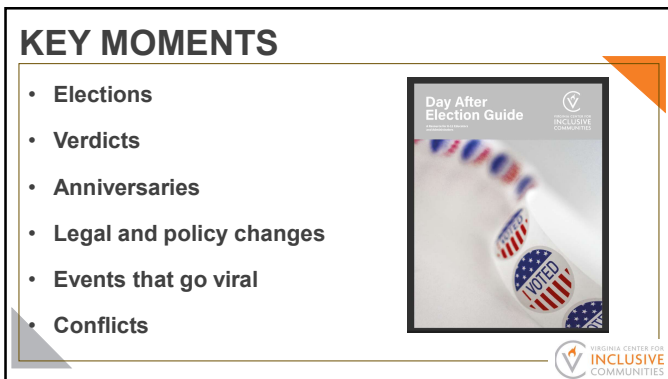 KEY MOMENTS
• Elections
• Verdicts
• Anniversaries
• Legal and policy changes
• Events that go viral
• Conflicts
Day After
Election Guide
VIRGINIA CENTER FOR
INCLUSIVE
COMMUNITIES
VOTED
I VOTED
VIRGINIA CENTER FOR
INCLUSIVE
COMMUNITIES